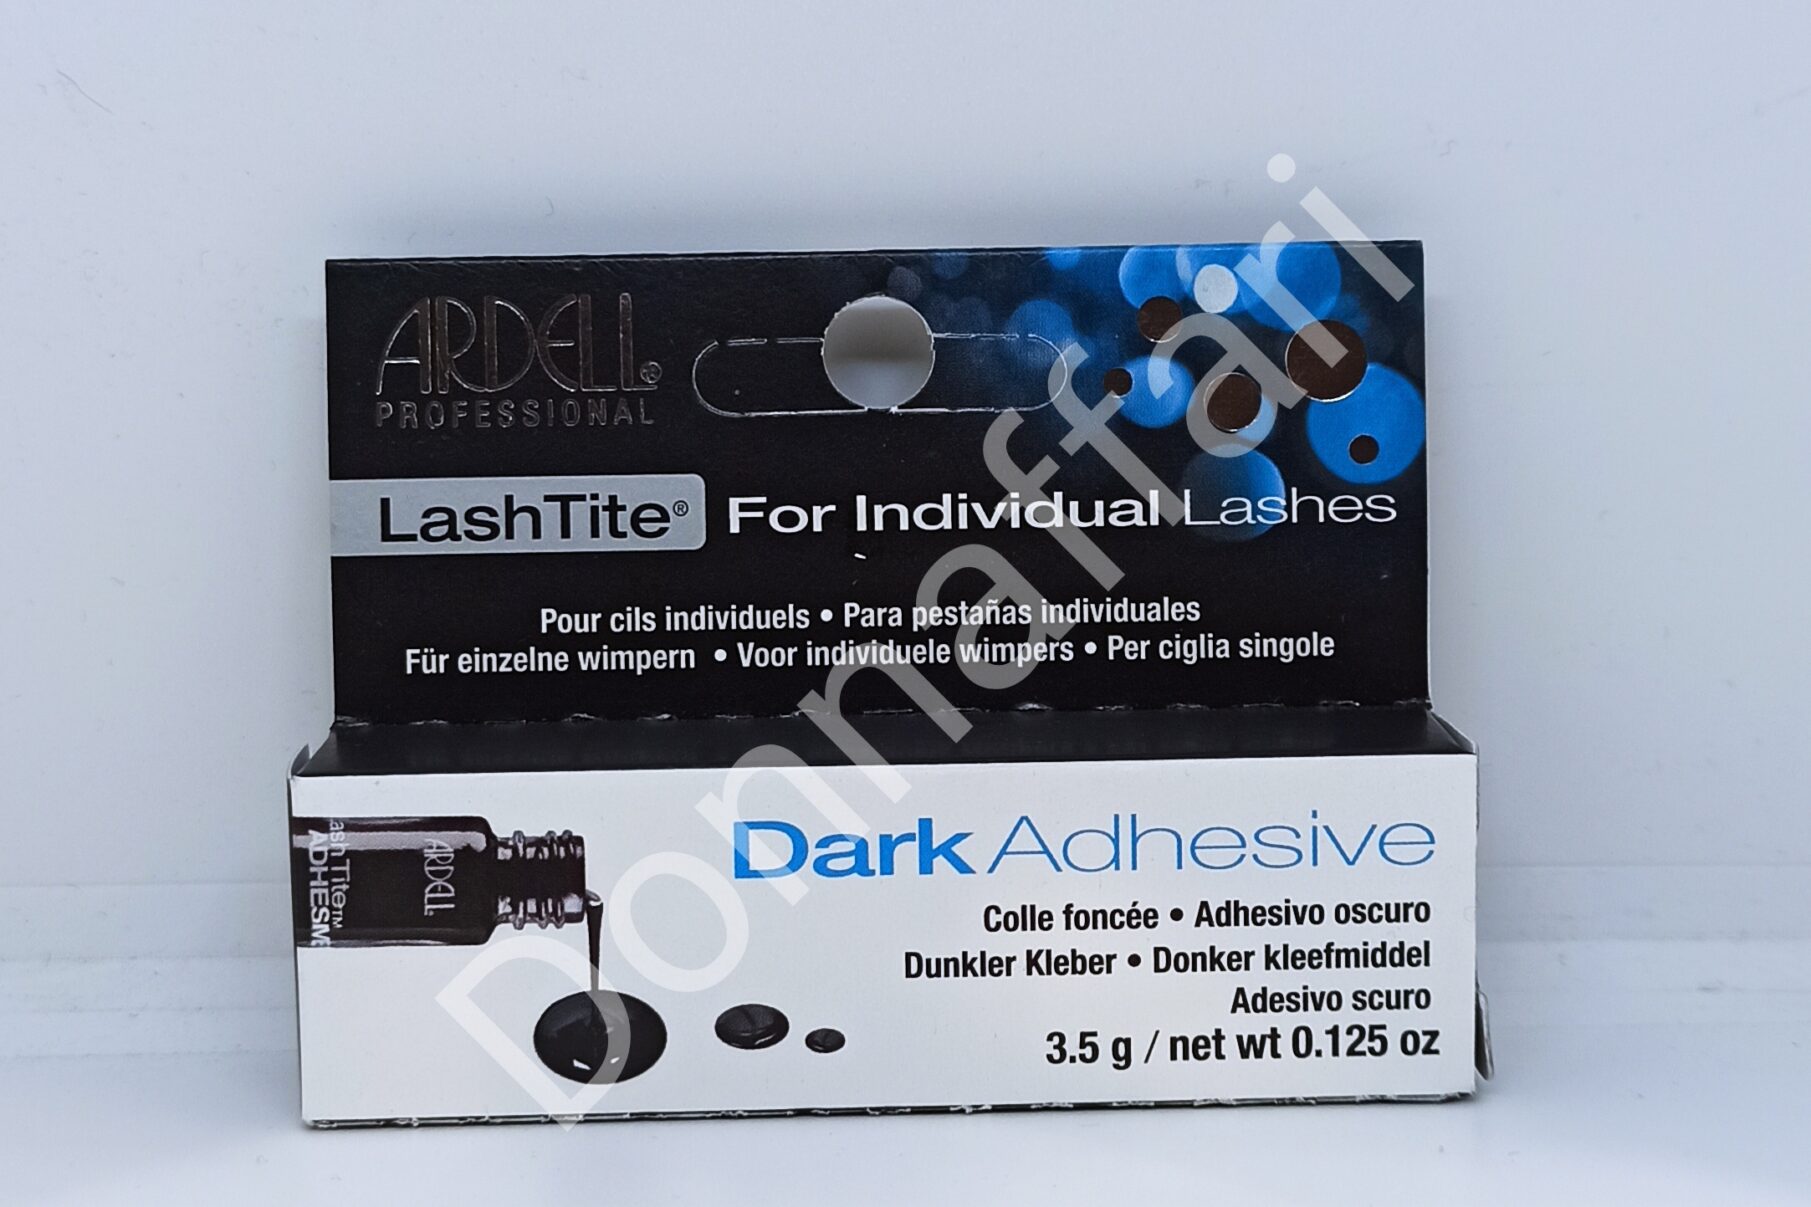 ARDELL®
PROFESSIONAL
LashTite® For Individual Lashes
Pour cils individuels • Para pestañas individuales
Für einzelne wimpern • Voor individuele wimpers • Per ciglia singole
Dark Adhesive
Colle foncée • Adhesivo oscuro
Dunkler Kleber • Donker kleefmiddel
Adesivo scuro
3.5 g / net wt 0.125 oz
ashTite™
ADHESIV
ARDELL
Donnaffari